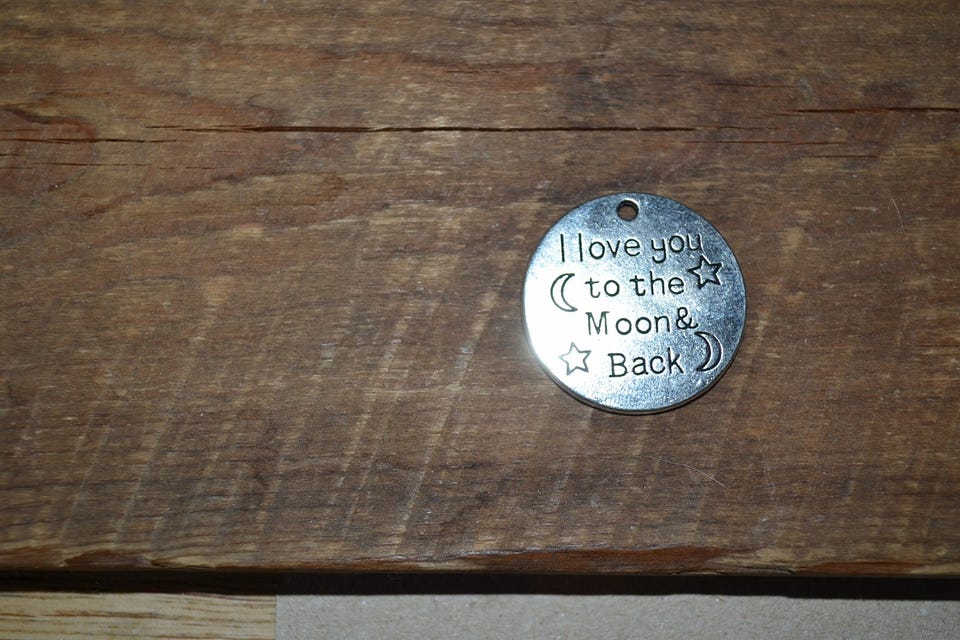 I love you
to the
Moon&
Back